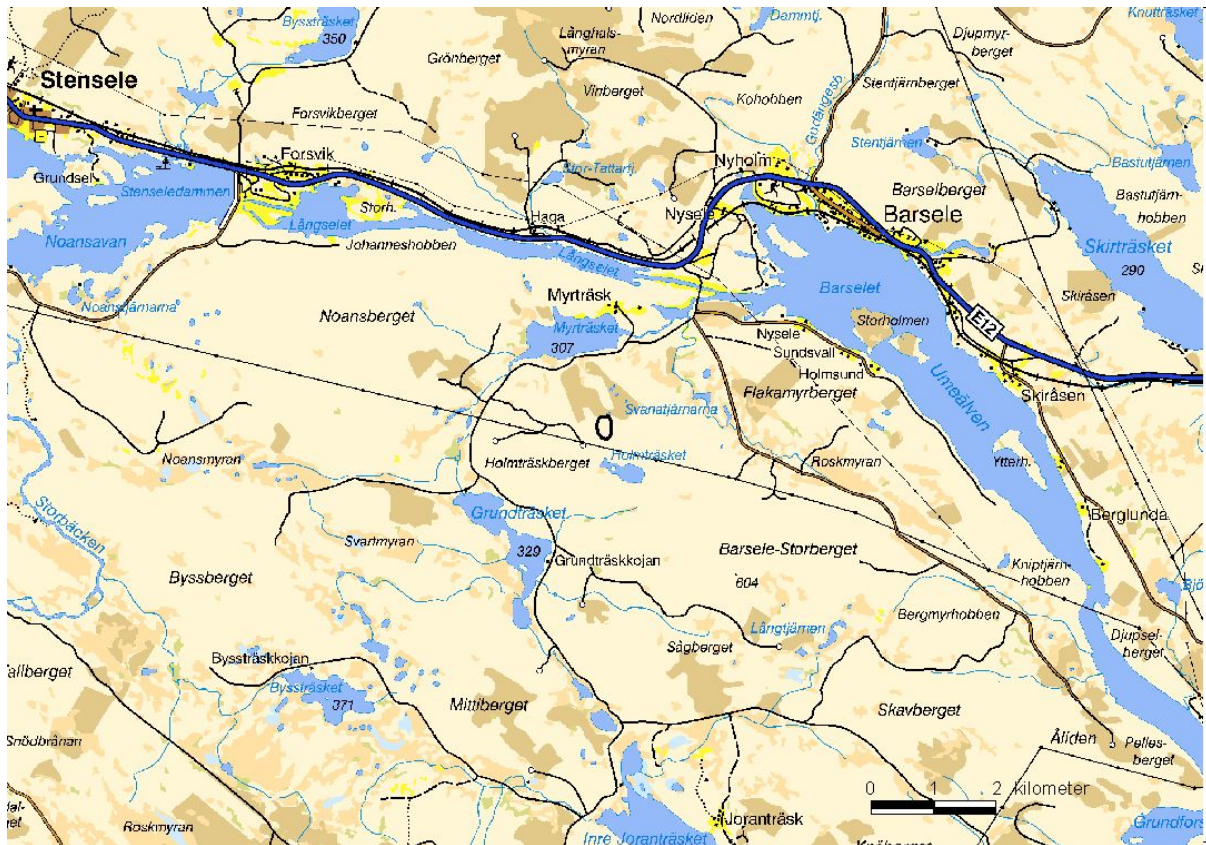 Byssträsket
350
Grönberget
Långhals-
myran
Nordliden
Dammtj.
Djupmyr-
berget
Knutträsket
Stensele
Forsvikberget
Vinberget
Kohobben
Stentjärnberget
Stentjärnen
Bastutjärnen
Forsvik
Nyholm
Barselberget
Bastutjärn-
hobben
Grundsel
Stenseledammen
Storh.
Haga
Nysele
Barsele
Noansavan
Långselet
Johanneshobben
Långselet
Skirträsket
290
Noanstjärnarna
Noansberget
Myrträsk
Barselet
Skiråsen
Myrträsket
307
Nysele
Storholmen
E12
Sundsvall
Holmsund
Flakamyrberget
Umeälven
Skiråsen
Svanatjärnarna
Noansmyran
Holmträskberget
Holmträsket
Roskmyran
Ytterh.
Storbäcken
Grundträsket
Berglunda
Svartmyran
329
Grundträskkojan
Barsele-Storberget
Kniptjärn-
hobben
Byssberget
604
Bergmyrhobben
Långtjärnen
Djupsel-
berget
Byssträskkojan
Sågberget
Byssträsket
371
Mittiberget
Skavberget
Snödbränan
Åliden
Pelles-
berget
0 1 2 kilometer
Roskmyran
Inre Joranträsket
Joranträsk
Grundfors